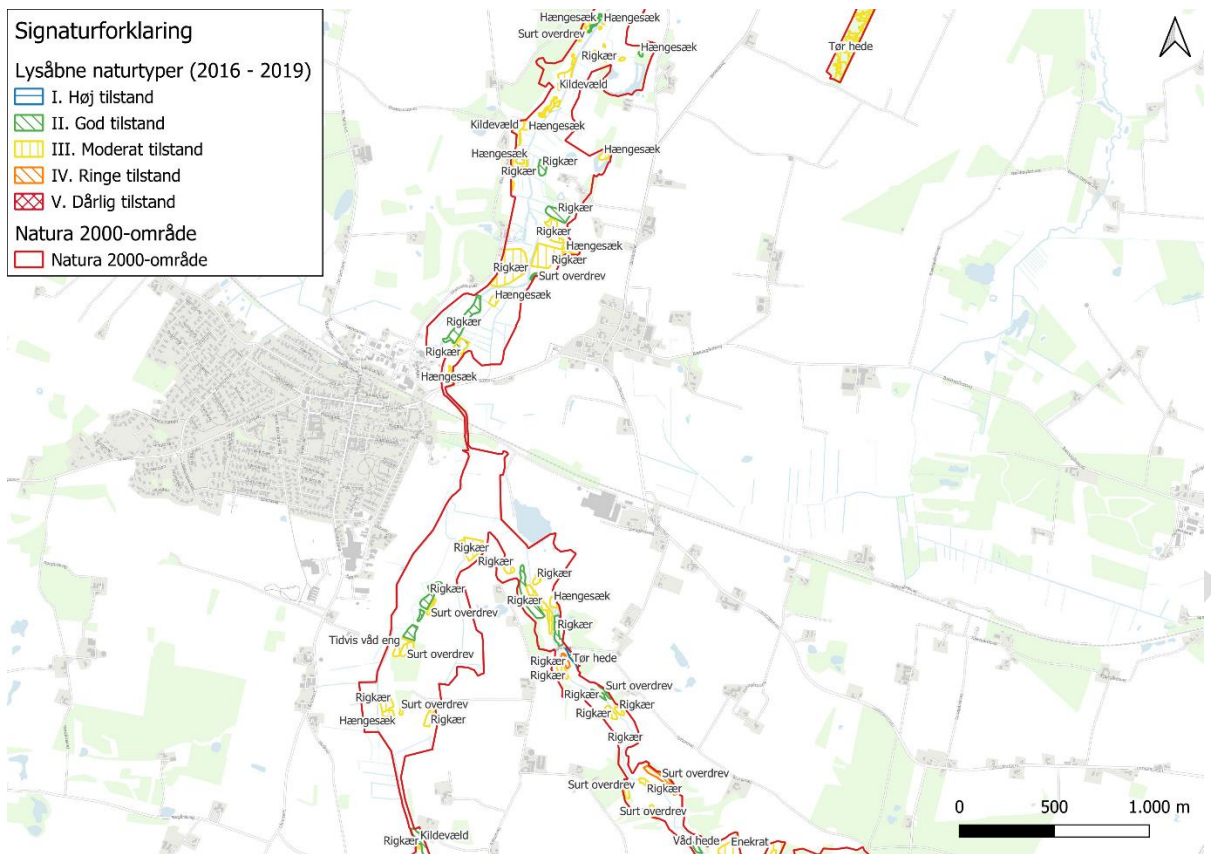 Signaturforklaring
Lysåbne naturtyper (2016 - 2019)
I. Høj tilstand
II. God tilstand
III. Moderat tilstand
IV. Ringe tilstand
V. Dårlig tilstand
Natura 2000-område
Natura 2000-område
Hængesæk Hængesæk
Surt overdrev
Rigkær
Hængesæk
Tør hede
Kildevæld
Kildevæld Hængesæk
Hængesæk
Rigkær
Rigkær
Hængesæk
Rigkær
Rigkær
Hængesæk
Rigkær
Rigkær
Surt overdrev
Hængesæk
Rigkær
Rigkær
Hængesæk
Rigkær
Rigkær
Rigkær
Rigkær
Hængesæk
Rigkær
Rigkær
Surt overdrev
Tidvis våd eng
Surt overdrev
Rigkær
Tør hede
Rigkær
Rigkær
Surt overdrev
Rigkær
Rigkær
Rigkær
Surt overdrev
Hængesæk
Rigkær
Rigkær
Surt overdrev
Surt overdrev
Rigkær
Surt overdrev
Rigkær
Kildevæld
Våd hede
Enekrat
0 500 1.000 m